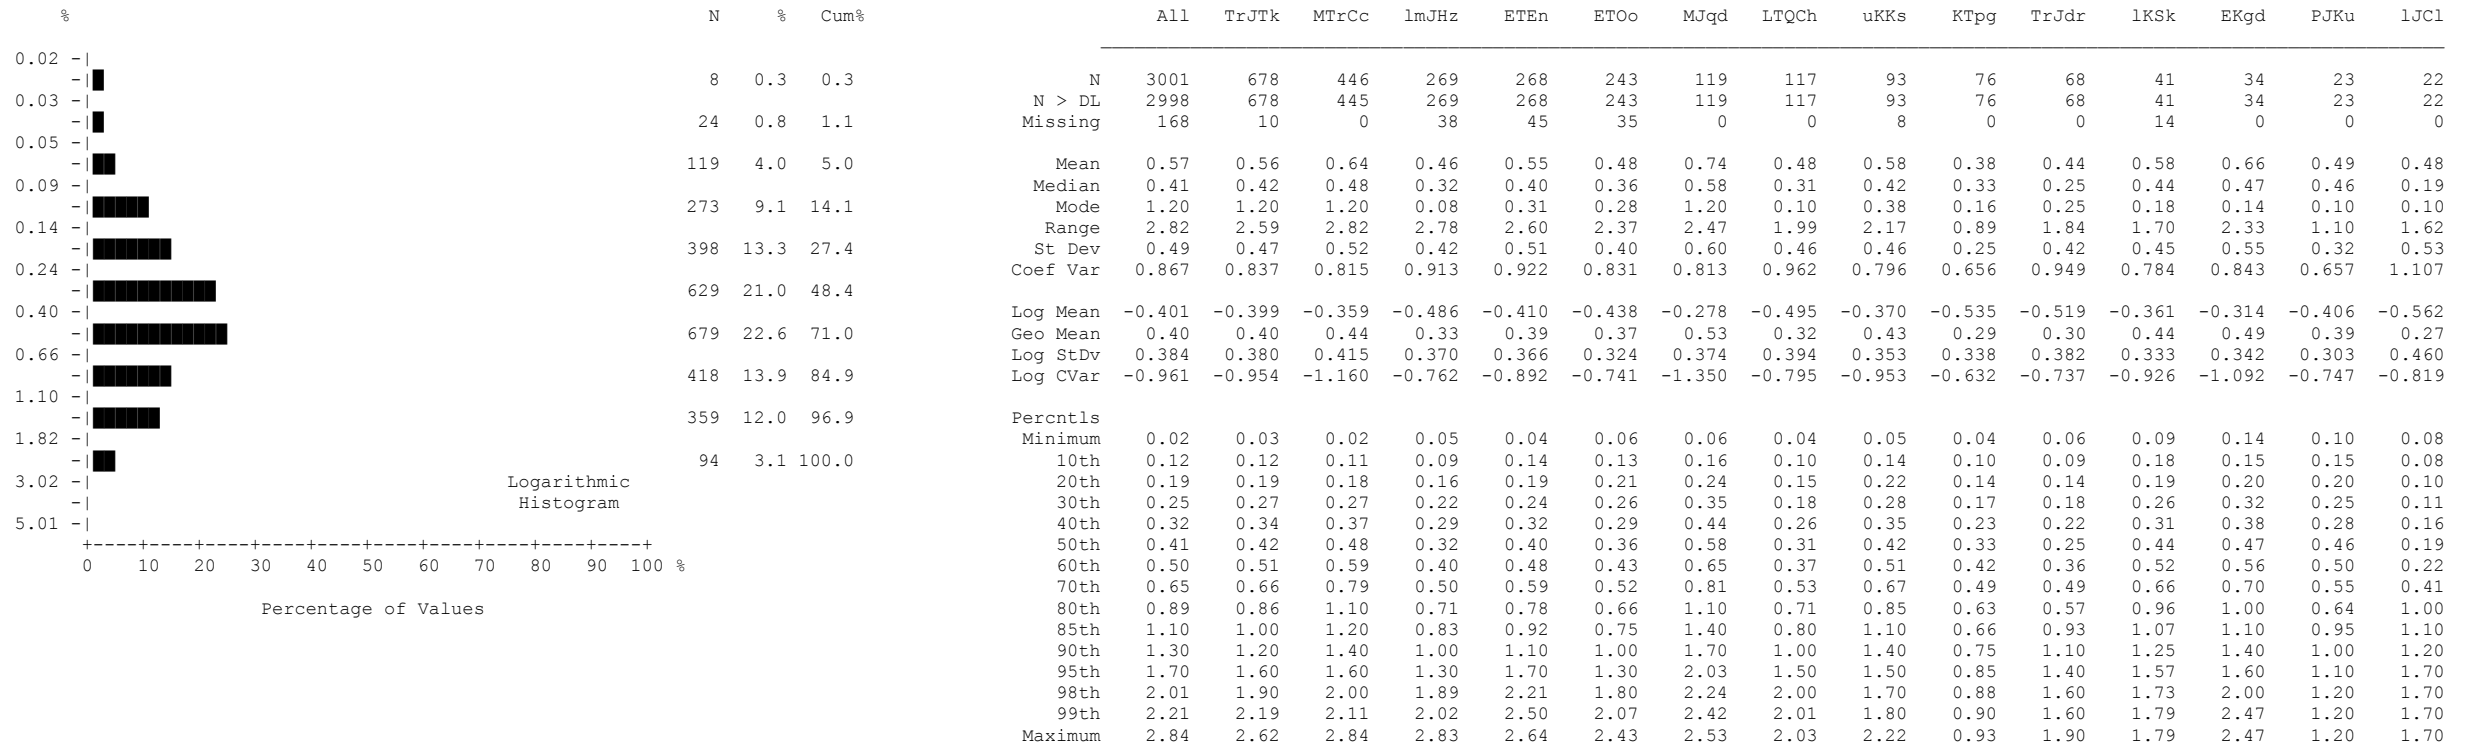 % N % Cum% All TrJTk MTrCc lmJHz ETEn ETOo MJqd LTQCh uKKs KTpg TrJdr lKSk EKgd PJKu lJCl
0.02 -|
-| 8 0.3 0.3 N 3001 678 446 269 268 243 119 117 93 76 68 41 34 23 22
0.03 -| N > DL 2998 678 445 269 268 243 119 117 93 76 68 41 34 23 22
-| 24 0.8 1.1 Missing 168 10 0 38 45 35 0 0 8 0 0 14 0 0 0
0.05 -|
-| 119 4.0 5.0 Mean 0.57 0.56 0.64 0.46 0.55 0.48 0.74 0.48 0.58 0.38 0.44 0.58 0.66 0.49 0.48
0.09 -| Median 0.41 0.42 0.48 0.32 0.40 0.36 0.58 0.31 0.42 0.33 0.25 0.44 0.47 0.46 0.19
-| 273 9.1 14.1 Mode 1.20 1.20 1.20 0.08 0.31 0.28 1.20 0.10 0.38 0.16 0.25 0.18 0.14 0.10 0.10
0.14 -| Range 2.82 2.59 2.82 2.78 2.60 2.37 2.47 1.99 2.17 0.89 1.84 1.70 2.33 1.10 1.62
-| 398 13.3 27.4 St Dev 0.49 0.47 0.52 0.42 0.51 0.40 0.60 0.46 0.46 0.25 0.42 0.45 0.55 0.32 0.53
0.24 -| Coef Var 0.867 0.837 0.815 0.913 0.922 0.831 0.813 0.962 0.796 0.656 0.949 0.784 0.843 0.657 1.107
-| 629 21.0 48.4
0.40 -| Log Mean -0.401 -0.399 -0.359 -0.486 -0.410 -0.438 -0.278 -0.495 -0.370 -0.535 -0.519 -0.361 -0.314 -0.406 -0.562
-| 679 22.6 71.0 Geo Mean 0.40 0.40 0.44 0.33 0.39 0.37 0.53 0.32 0.43 0.29 0.30 0.44 0.49 0.39 0.27
0.66 -| Log StDv 0.384 0.380 0.415 0.370 0.366 0.324 0.374 0.394 0.353 0.338 0.382 0.333 0.342 0.303 0.460
-| 418 13.9 84.9 Log CVar -0.961 -0.954 -1.160 -0.762 -0.892 -0.741 -1.350 -0.795 -0.953 -0.632 -0.737 -0.926 -1.092 -0.747 -0.819
1.10 -|
-| 359 12.0 96.9 Percntls
1.82 -| Minimum 0.02 0.03 0.02 0.05 0.04 0.06 0.06 0.04 0.05 0.04 0.06 0.09 0.14 0.10 0.08
-| 94 3.1 100.0 10th 0.12 0.12 0.11 0.09 0.14 0.13 0.16 0.10 0.14 0.10 0.09 0.18 0.15 0.15 0.08
3.02 -| Logarithmic 20th 0.19 0.19 0.18 0.16 0.19 0.21 0.24 0.15 0.22 0.14 0.14 0.19 0.20 0.20 0.10
-| Histogram 30th 0.25 0.27 0.27 0.22 0.24 0.26 0.35 0.18 0.28 0.17 0.18 0.26 0.32 0.25 0.11
5.01 -| 40th 0.32 0.34 0.37 0.29 0.32 0.29 0.44 0.26 0.35 0.23 0.22 0.31 0.38 0.28 0.16
+----+----+----+----+----+----+----+----+----+----+ 50th 0.41 0.42 0.48 0.32 0.40 0.36 0.58 0.31 0.42 0.33 0.25 0.44 0.47 0.46 0.19
0 10 20 30 40 50 60 70 80 90 100 % 60th 0.50 0.51 0.59 0.40 0.48 0.43 0.65 0.37 0.51 0.42 0.36 0.52 0.56 0.50 0.22
70th 0.65 0.66 0.79 0.50 0.59 0.52 0.81 0.53 0.67 0.49 0.49 0.66 0.70 0.55 0.41
Percentage of Values 80th 0.89 0.86 1.10 0.71 0.78 0.66 1.10 0.71 0.85 0.63 0.57 0.96 1.00 0.64 1.00
85th 1.10 1.00 1.20 0.83 0.92 0.75 1.40 0.80 1.10 0.66 0.93 1.07 1.10 0.95 1.10
90th 1.30 1.20 1.40 1.00 1.10 1.00 1.70 1.00 1.40 0.75 1.10 1.25 1.40 1.00 1.20
95th 1.70 1.60 1.60 1.30 1.70 1.30 2.03 1.50 1.50 0.85 1.40 1.57 1.60 1.10 1.70
98th 2.01 1.90 2.00 1.89 2.21 1.80 2.24 2.00 1.70 0.88 1.60 1.73 2.00 1.20 1.70
99th 2.21 2.19 2.11 2.02 2.50 2.07 2.42 2.01 1.80 0.90 1.60 1.79 2.47 1.20 1.70
Maximum 2.84 2.62 2.84 2.83 2.64 2.43 2.53 2.03 2.22 0.93 1.90 1.79 2.47 1.20 1.70